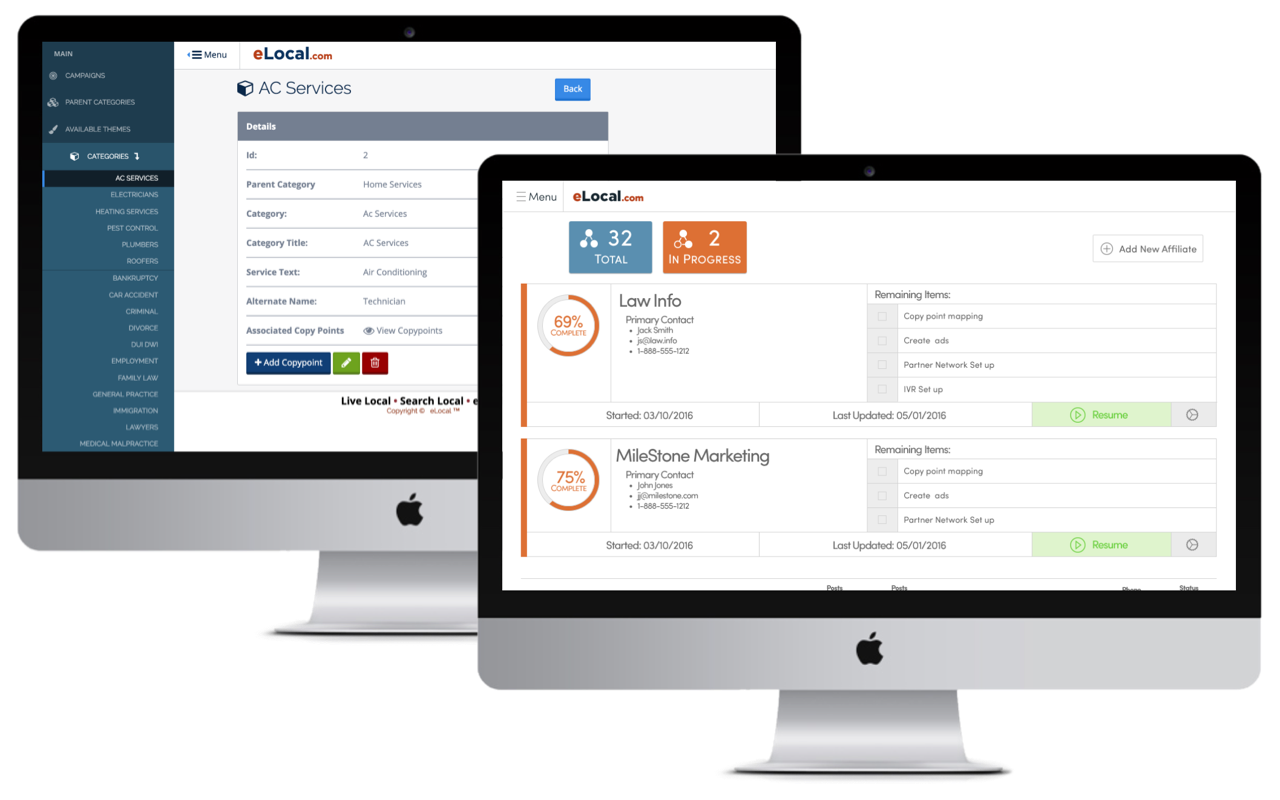 MAIN
CAMPAIGNS
PARENT CATEGORIES
AVAILABLE THEMES
CATEGORIES
AC SERVICES
ELECTRICIANS
HEATING SERVICES
PEST CONTROL
PLUMBERS
ROOFERS
BANKRUPTCY
CAR ACCIDENT
CRIMINAL
DIVORCE
DUI DWI
EMPLOYMENT
FAMILY LAW
GENERAL PRACTICE
IMMIGRATION
LAWYERS
MEDICAL MALPRACTICE
Menu eLocal.com
AC Services Back
Details
Id: 2
Parent Category Home Services
Category: Ac Services
Category Title: AC Services
Service Text: Air Conditioning
Alternate Name: Technician
Associated Copy Points View Copypoints
+ Add Copypoint
Live Local • Search Local • e
Copyright © eLocal ™
Menu eLocal.com
32 TOTAL
2 IN PROGRESS
Add New Affiliate
69% COMPLETE
Law Info
Primary Contact
• Jack Smith
• js@law.info
• 1-888-555-1212
Remaining Items:
Copy point mapping
Create ads
Partner Network Set up
IVR Set up
Started: 03/10/2016 Last Updated: 05/01/2016 Resume
75% COMPLETE
MileStone Marketing
Primary Contact
• John Jones
• jj@milestone.com
• 1-888-555-1212
Remaining Items:
Copy point mapping
Create ads
Partner Network Set up
Started: 03/10/2016 Last Updated: 05/01/2016 Resume
Posts Posts Phone Status